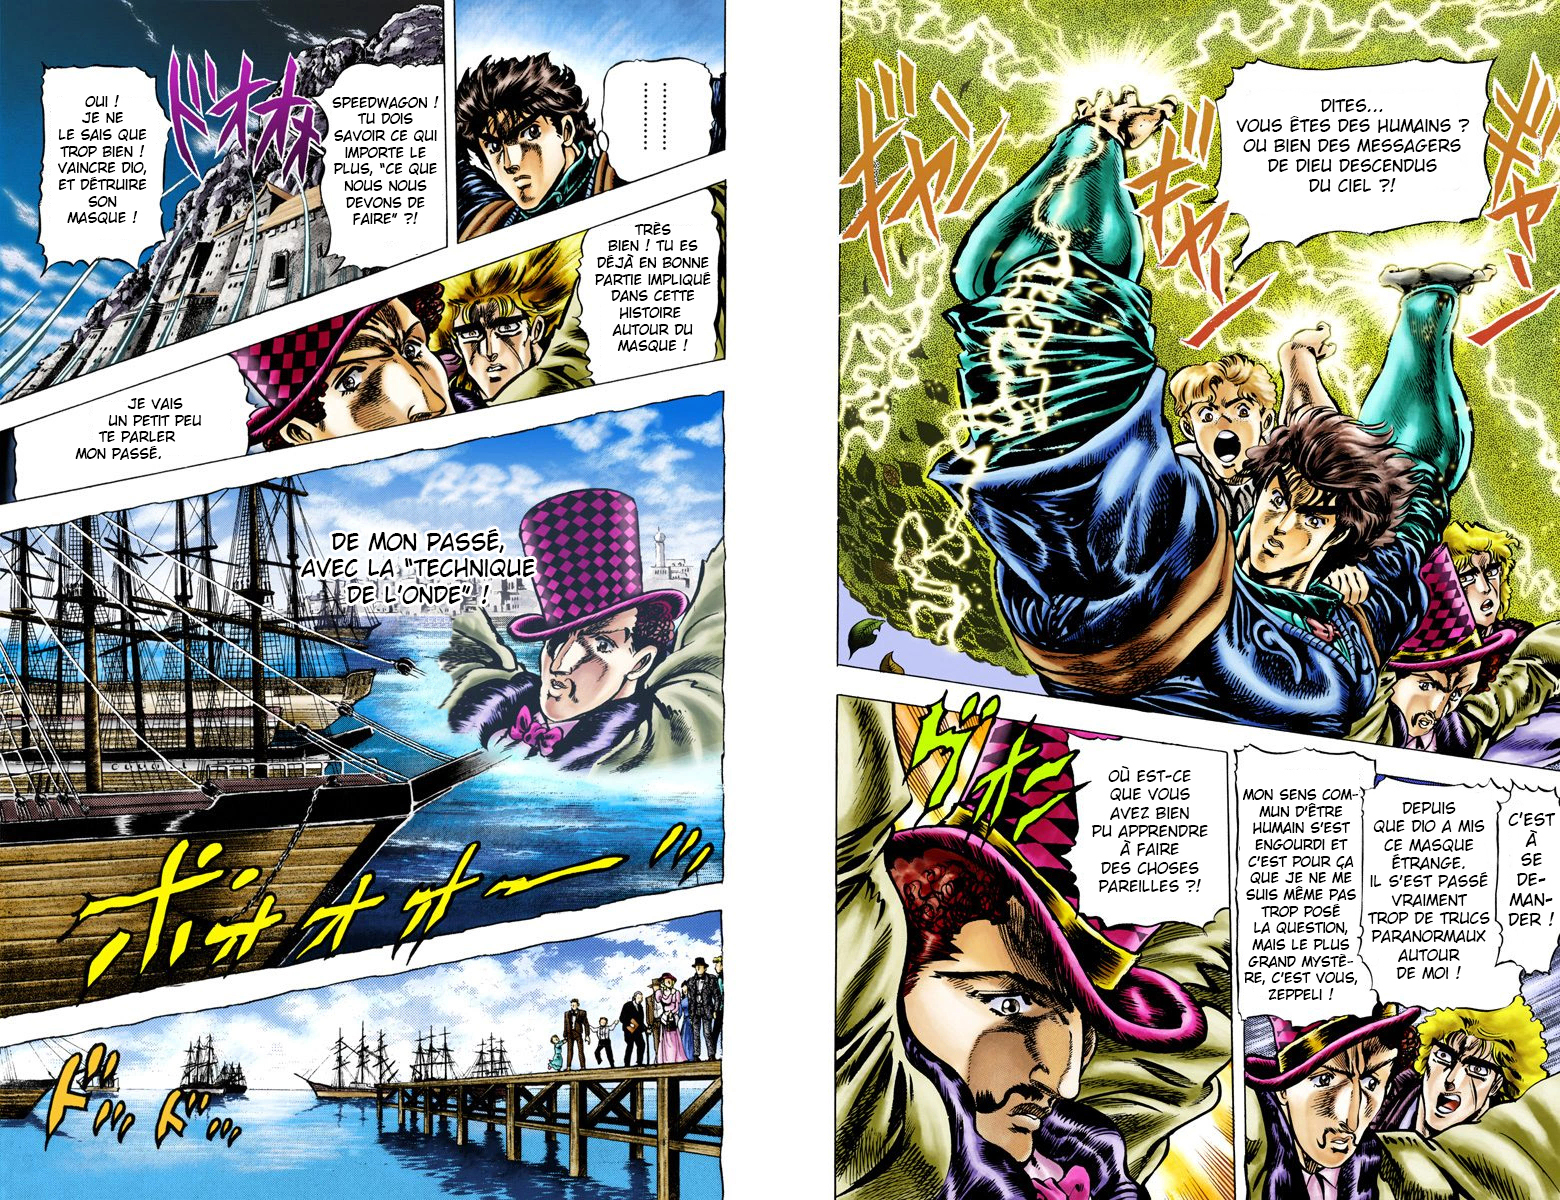 DITES...
VOUS ÊTES DES HUMAINS ?
OU BIEN DES MESSAGERS
DE DIEU DESCENDUS
DU CIEL ?!
ギャン
ギャーン
ギャーン
C'EST
À
SE
DE-
MAN-
DER !
DEPUIS
QUE DIO A MIS
CE MASQUE
ÉTRANGE,
IL S'EST PASSÉ
VRAIMENT
TROP DE TRUCS
PARANORMAUX
AUTOUR
DE MOI !
MON SENS COM-
MUN D'ÊTRE
HUMAIN S'EST
ENGOURDI ET
C'EST POUR ÇA
QUE JE NE ME
SUIS MÊME PAS
TROP POSÉ
LA QUESTION,
MAIS LE PLUS
GRAND MYSTÈ-
RE, C'EST VOUS,
ZEPPELI !
OÙ EST-CE
QUE VOUS
AVEZ BIEN
PU APPRENDRE
À FAIRE
DES CHOSES
PAREILLES ?!
グオン
.........
.........
SPEEDWAGON !
TU DOIS
SAVOIR CE QUI
IMPORTE LE
PLUS, "CE QUE
NOUS NOUS
DEVONS DE
FAIRE" ?!
ドオオォ
OUI !
JE NE
LE SAIS QUE
TROP BIEN !
VAINCRE DIO,
ET DÉTRUIRE
SON
MASQUE !
TRÈS
BIEN ! TU ES
DÉJÀ EN BONNE
PARTIE IMPLIQUÉ
DANS CETTE
HISTOIRE
AUTOUR DU
MASQUE !
JE VAIS
UN PETIT PEU
TE PARLER
MON PASSÉ.
DE MON PASSÉ,
AVEC LA "TECHNIQUE
DE L'ONDE" !
ボォォォー
ド
ド